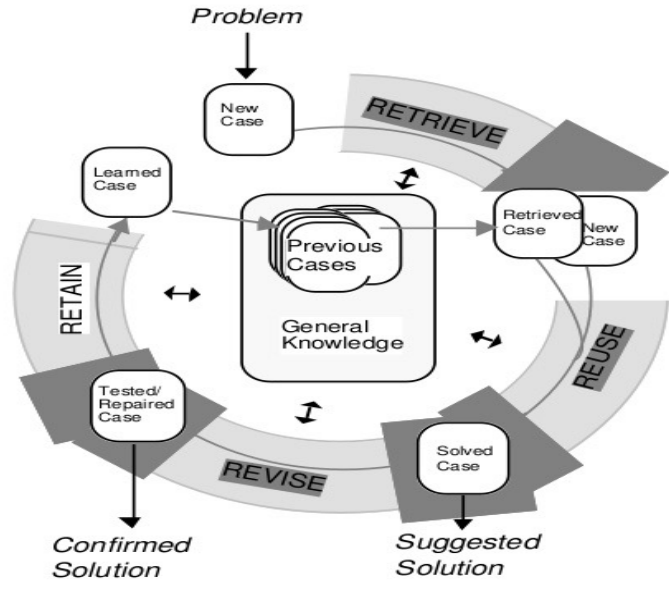 Problem
New
Case
RETRIEVE
Learned
Case
Retrieved
Case
New
Case
Previous
Cases
General
Knowledge
RETAIN
REUSE
Tested/
Repaired
Case
Solved
Case
REVISE
Confirmed
Solution
Suggested
Solution